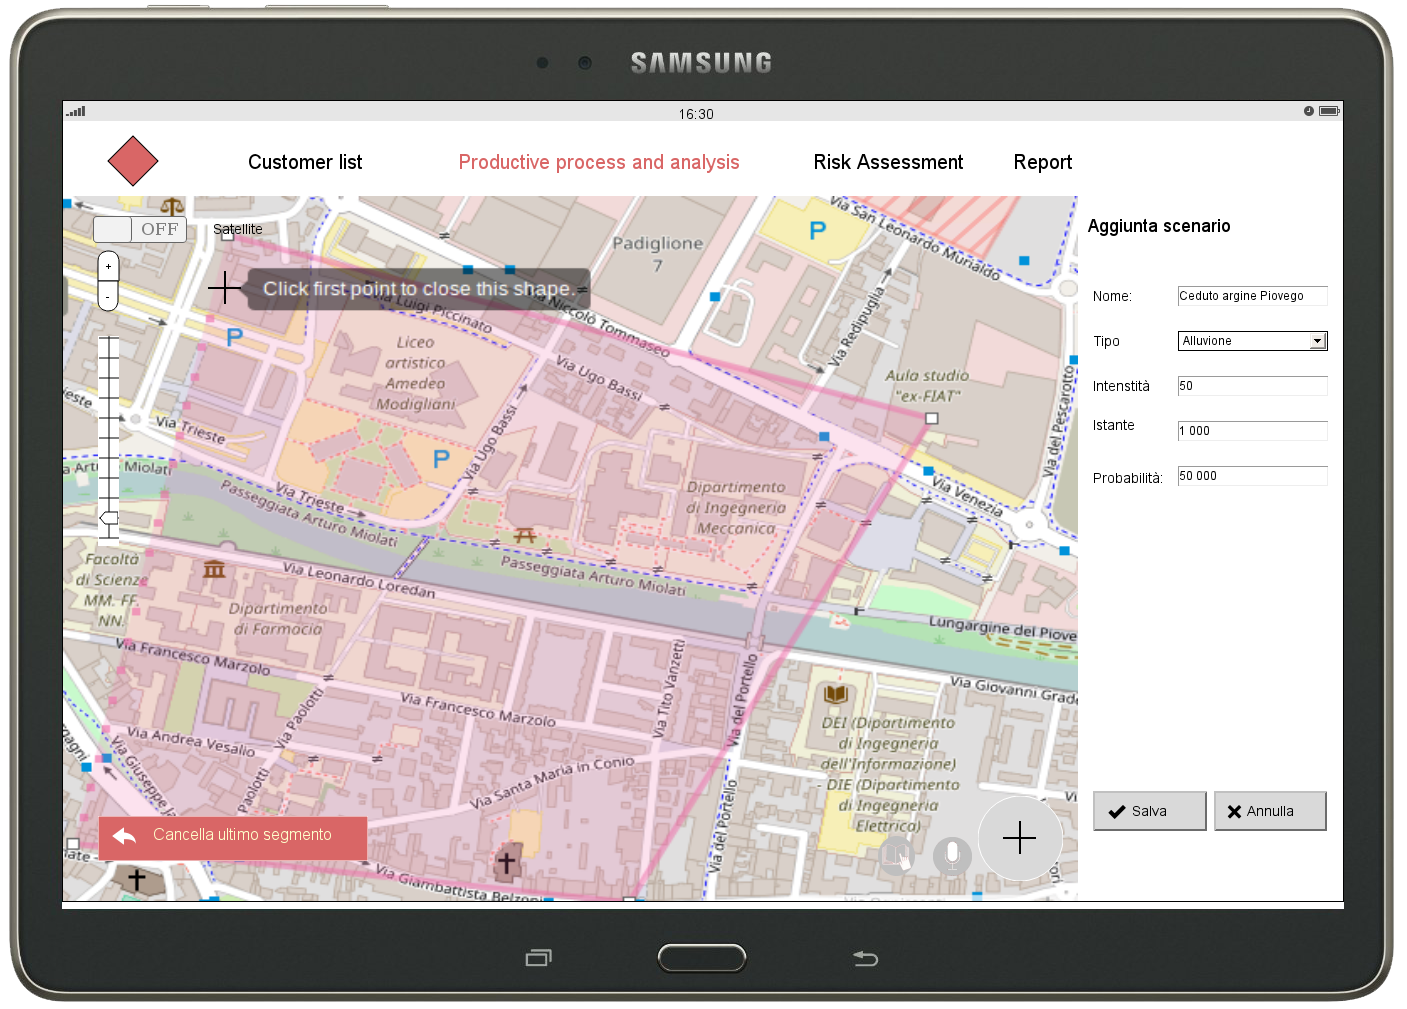 SAMSUNG
16:30
Customer list
Productive process and analysis
Risk Assessment
Report
OFF
Satellite
+
-
Click first point to close this shape.
Padiglione
7
P
Via San Leonardo Murialdo
Via Luigi Piccinato
Via Niccolò Tommaseo
Via Redipuglia
P
Liceo
artistico
Amedeo
Modigliani
Via Ugo Bassi
Aula studio
"ex-FIAT"
Via del Pescarotto
Via Trieste
Via Ugo Bassi
P
Via Trieste
Passeggiata Arturo Miolati
Dipartimento
di Ingegneria
Meccanica
Via Venezia
Facoltà
di Scienze
MM. FF.
NN.
Via Leonardo Loredan
Passeggiata Arturo Miolati
Dipartimento
di Farmacia
Lungargine del Piove
Via Francesco Marzolo
Via Tito Vanzetti
Via del Portello
Via Giovanni Grade
Via Paolotti
Via Francesco Marzolo
Via Andrea Vesalio
Via Giuseppe Ja
Via Santa Maria in Conio
DEI (Dipartimento
di Ingegneria
dell'Informazione)
- DIE (Dipartimento
di Ingegneria
Elettrica)
Paolotti
Via del Portello
Cancella ultimo segmento
Via Giambattista Belzoni
Aggiunta scenario
Nome:
Ceduto argine Piovego
Tipo
Alluvione
Intenstità
50
Istante
1 000
Probabilità:
50 000
Salva
Annulla